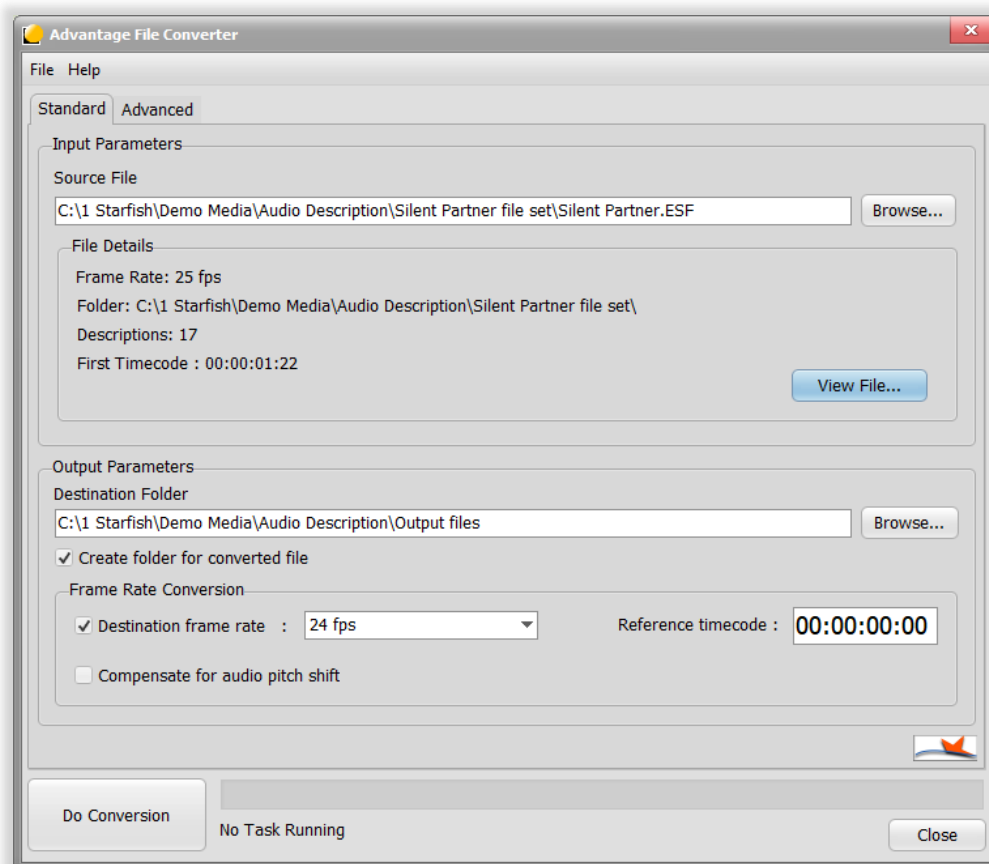 Advantage File Converter
File Help
Standard Advanced
Input Parameters
Source File
C:\1 Starfish\Demo Media\Audio Description\Silent Partner file set\Silent Partner.ESF Browse...
File Details
Frame Rate: 25 fps
Folder: C:\1 Starfish\Demo Media\Audio Description\Silent Partner file set\
Descriptions: 17
First Timecode : 00:00:01:22
View File...
Output Parameters
Destination Folder
C:\1 Starfish\Demo Media\Audio Description\Output files Browse...
Create folder for converted file
Frame Rate Conversion
Destination frame rate : 24 fps Reference timecode : 00:00:00:00
Compensate for audio pitch shift
Do Conversion
No Task Running
Close